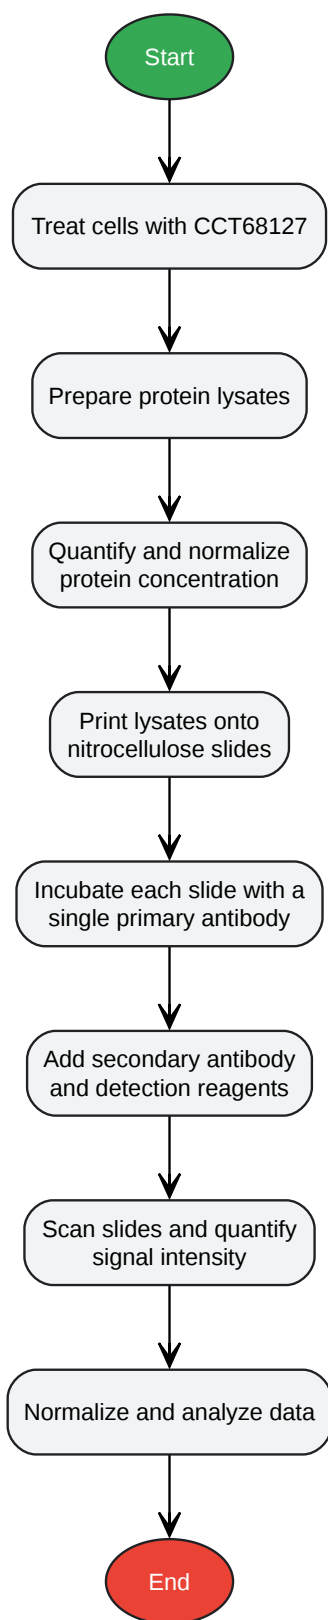 Start
Treat cells with CCT68127
Prepare protein lysates
Quantify and normalize
protein concentration
Print lysates onto
nitrocellulose slides
Incubate each slide with a
single primary antibody
Add secondary antibody
and detection reagents
Scan slides and quantify
signal intensity
Normalize and analyze data
End